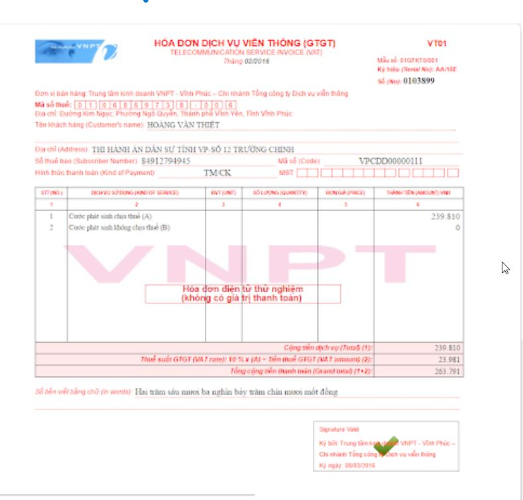 VNPT
HÓA ĐƠN DỊCH VỤ VIỄN THÔNG (GTGT)
TELECOMMUNICATION SERVICE INVOICE (VAT)
Tháng 02/2016
VT01
Mẫu số: 01GTKT0/001
Ký hiệu (Serial No): AA/16E
Số (No): 0103899
Đơn vị bán hàng: Trung tâm kinh doanh VNPT - Vĩnh Phúc – Chi nhánh Tổng công ty Dịch vụ viễn thông
Mã số thuế: 0 1 0 6 8 6 9 7 3 8 - 0 0 6
Địa chỉ: Đường Kim Ngọc, Phường Ngô Quyền, Thành phố Vĩnh Yên, Tỉnh Vĩnh Phúc
Tên khách hàng (Customer's name): HOÀNG VĂN THIẾT
Địa chỉ (Address) THI HÀNH ÁN DÂN SỰ TỈNH VP-SỐ 12 TRƯỜNG CHINH
Số thuê bao (Subscriber Number) 84912794945 Mã số (Code) VPCDD00000111
Hình thức thanh toán (Kind of Payment) TM/CK MST
STT (NO.) DỊCH VỤ SỬ DỤNG (KIND OF SERVICE) ĐVT (UNIT) SỐ LƯỢNG (QUANTITY) ĐƠN GIÁ (PRICE) THÀNH TIỀN (AMOUNT) VND
1 2 3 4 5 6
1 Cước phát sinh chịu thuế (A) 239.810
2 Cước phát sinh không chịu thuế (B) 0
VNPT
Hóa đơn điện tử thử nghiệm
(không có giá trị thanh toán)
Cộng tiền dịch vụ (Total) (1): 239.810
Thuế suất GTGT (VAT rate): 10 % x (A) = Tiền thuế GTGT (VAT amount) (2): 23.981
Tổng cộng tiền thanh toán (Grand total) (1+2): 263.791
Số tiền viết bằng chữ (In words) Hai trăm sáu mươi ba nghìn bảy trăm chín mươi mốt đồng
Signature Valid
Ký bởi: Trung tâm kinh doanh VNPT - Vĩnh Phúc –
Chi nhánh Tổng công ty Dịch vụ viễn thông
Ký ngày: 09/03/2016